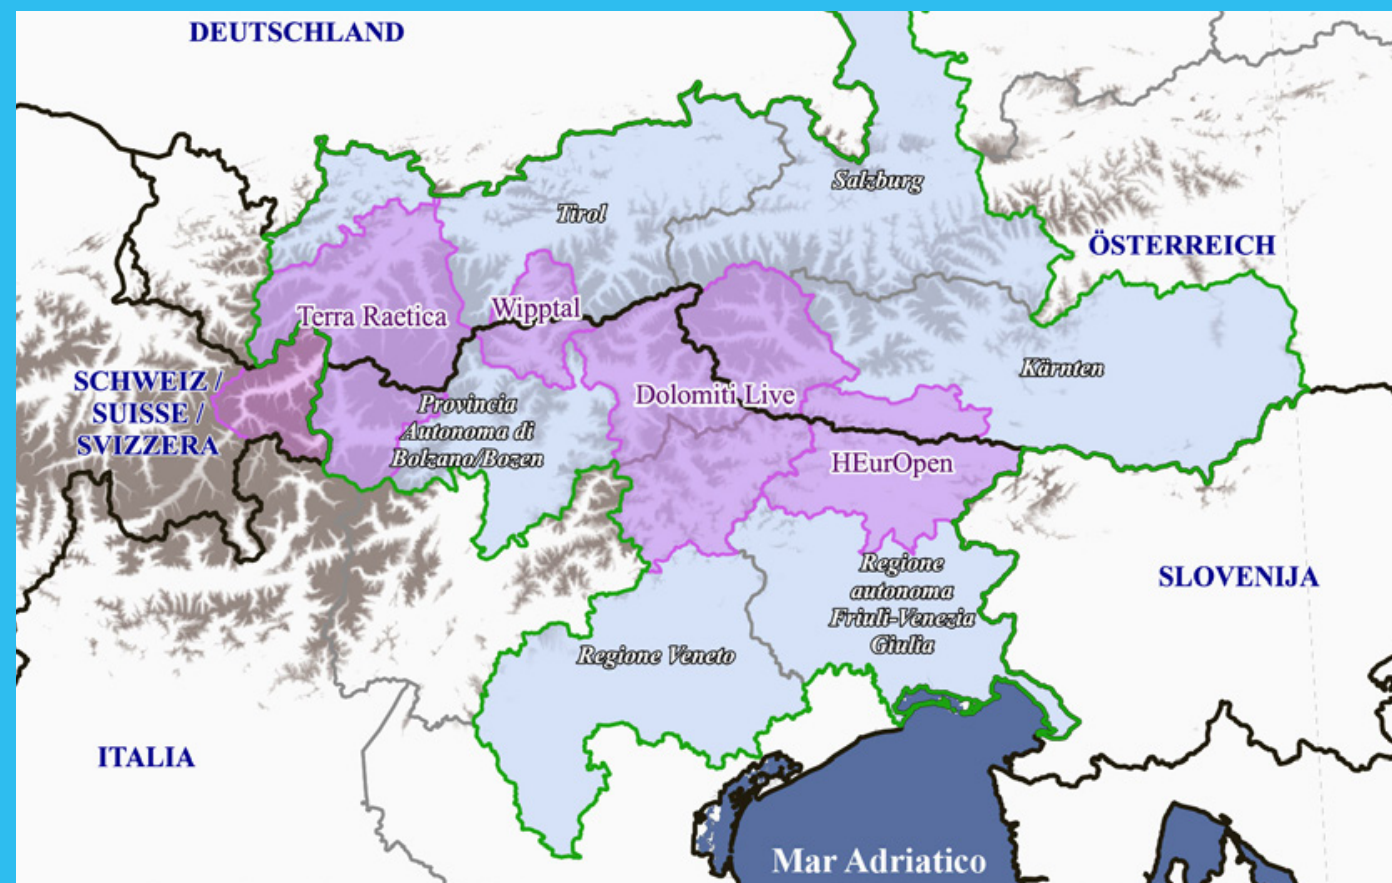 DEUTSCHLAND
Salzburg
Tirol
ÖSTERREICH
Wipptal
Terra Raetica
Kärnten
SCHWEIZ /
SUISSE /
SVIZZERA
Dolomiti Live
Provincia
Autonoma di
Bolzano/Bozen
HEurOpen
Regione
autonoma
Friuli-Venezia
Giulia
SLOVENIJA
Regione Veneto
ITALIA
Mar Adriatico